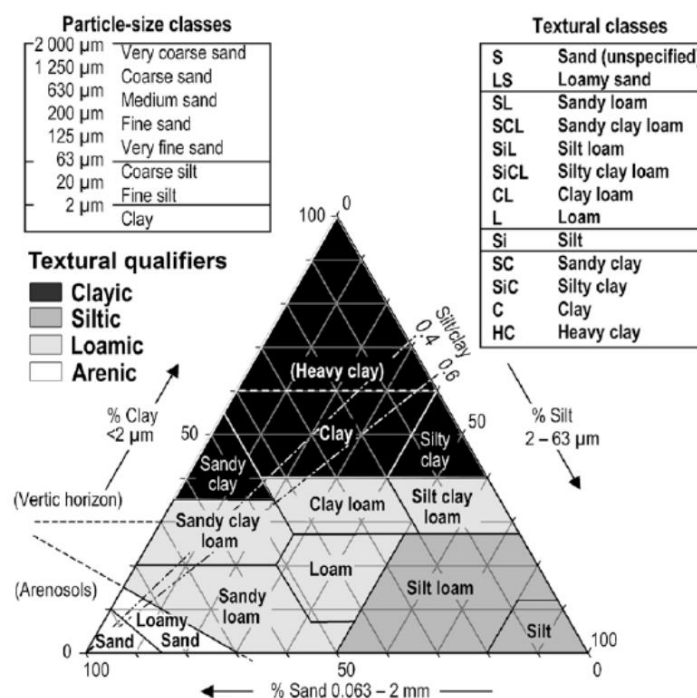 Particle-size classes
2 000 µm
Very coarse sand
1 250 µm
Coarse sand
630 µm
Medium sand
200 µm
Fine sand
125 µm
Very fine sand
63 µm
Coarse silt
20 µm
Fine silt
2 µm
Clay
Textural classes
S Sand (unspecified)
LS Loamy sand
SL Sandy loam
SCL Sandy clay loam
SiL Silt loam
SiCL Silty clay loam
CL Clay loam
L Loam
Si Silt
SC Sandy clay
SiC Silty clay
C Clay
HC Heavy clay
Textural qualifiers
Clayic
Siltic
Loamic
Arenic
100
0
Silt/clay
0.4
0.6
(Heavy clay)
% Clay
<2 µm
% Silt
2 – 63 µm
50
50
Clay
Silty
clay
Sandy
clay
(Vertic horizon)
Clay loam
Silt clay
loam
Sandy clay
loam
Loam
(Arenosols)
Sandy
loam
Silt loam
Loamy
Sand
Sand
Silt
0
100
100
50
0
% Sand 0.063 – 2 mm